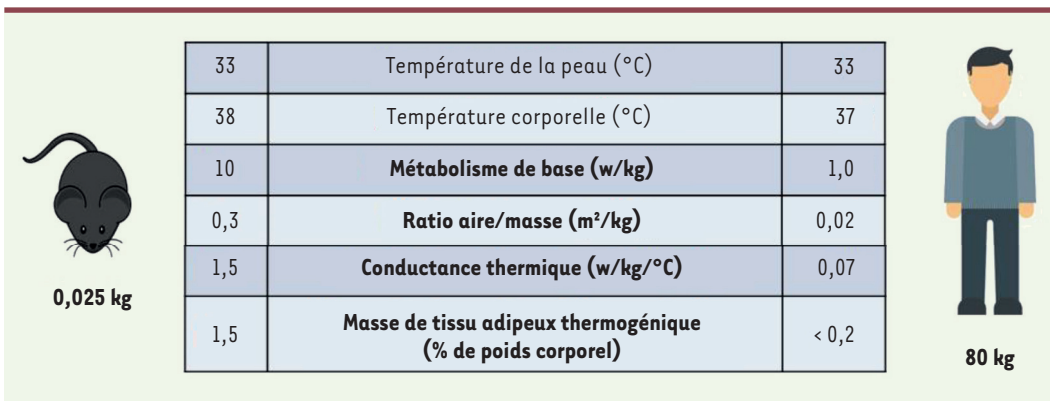 33 Température de la peau (°C) 33
38 Température corporelle (°C) 37
10 Métabolisme de base (w/kg) 1,0
0,3 Ratio aire/masse (m²/kg) 0,02
1,5 Conductance thermique (w/kg/°C) 0,07
1,5 Masse de tissu adipeux thermogénique
(% de poids corporel) < 0,2
0,025 kg
80 kg